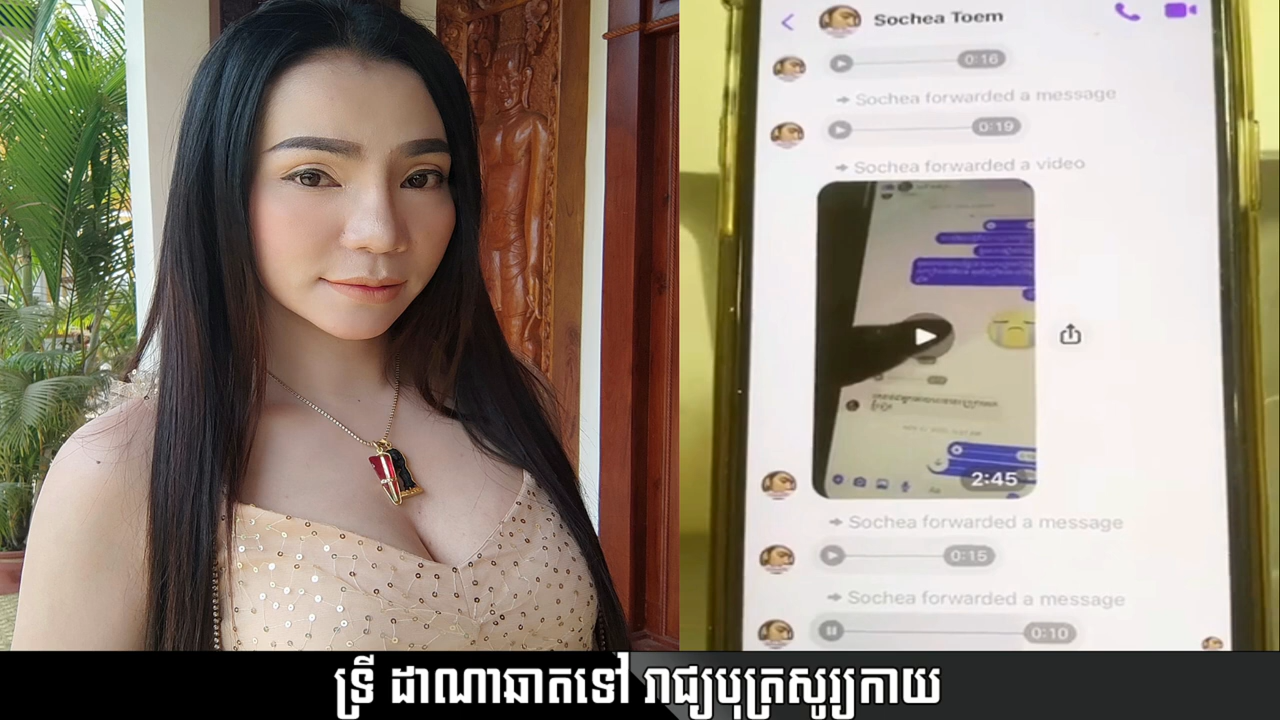 Sochea Toem
0:16
Sochea forwarded a message
0:19
Sochea forwarded a video
2:45
Sochea forwarded a message
0:15
Sochea forwarded a message
0:10
ទ្រី ដាណាឆាតទៅ រាជ្យបុត្រសូរ្យកាយ